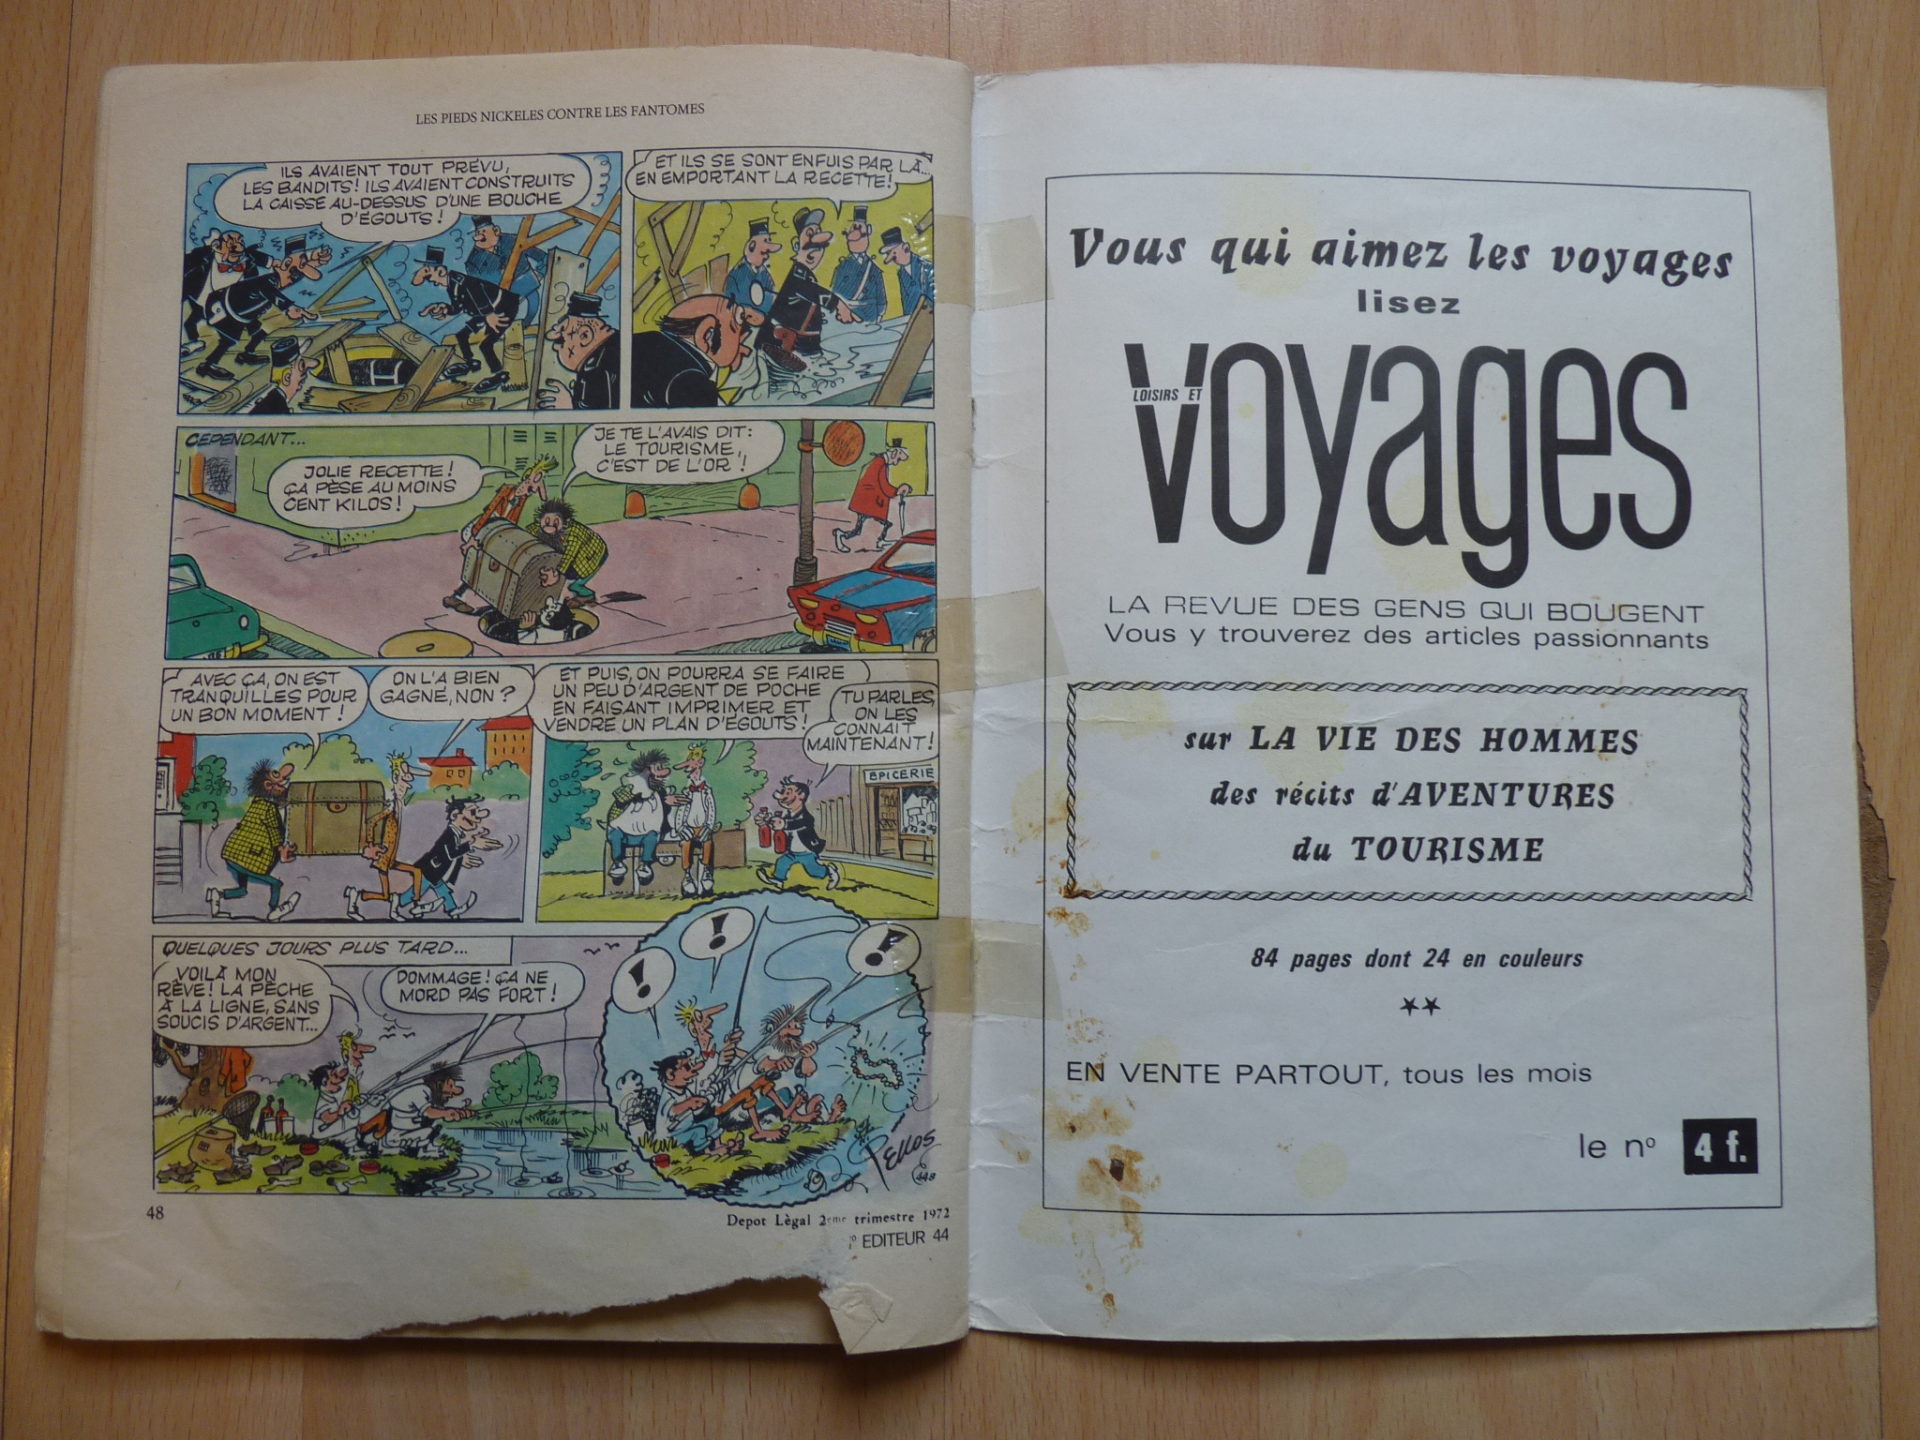 LES PIEDS NICKELES CONTRE LES FANTOMES
ILS AVAIENT TOUT PRÉVU,
LES BANDITS! ILS AVAIENT CONSTRUITS
LA CAISSE AU-DESSUS D'UNE BOUCHE
D'ÉGOUTS!
ET ILS SE SONT ENFUIS PAR LÀ...
EN EMPORTANT LA RECETTE!
CEPENDANT...
JOLIE RECETTE!
ÇA PÈSE AU MOINS
CENT KILOS!
JE TE L'AVAIS DIT:
LE TOURISME,
C'EST DE L'OR!
AVEC ÇA, ON EST
TRANQUILLES POUR
UN BON MOMENT!
ON L'A BIEN
GAGNÉ, NON?
ET PUIS, ON POURRA SE FAIRE
UN PEU D'ARGENT DE POCHE
EN FAISANT IMPRIMER ET
VENDRE UN PLAN D'ÉGOUTS!
TU PARLES,
ON LES
CONNAIT
MAINTENANT!
ÉPICERIE
QUELQUES JOURS PLUS TARD...
VOILÀ MON
RÊVE! LA PÊCHE
À LA LIGNE, SANS
SOUCIS D'ARGENT...
DOMMAGE! ÇA NE
MORD PAS FORT!
!
!
!
PELLOS
448
48
Depot Lègal 2eme trimestre 1972
° EDITEUR 44
Vous qui aimez les voyages
lisez
LOISIRS ET
voyages
LA REVUE DES GENS QUI BOUGENT
Vous y trouverez des articles passionnants
sur LA VIE DES HOMMES
des récits d'AVENTURES
du TOURISME
84 pages dont 24 en couleurs
★★
EN VENTE PARTOUT, tous les mois
le n° 4 f.